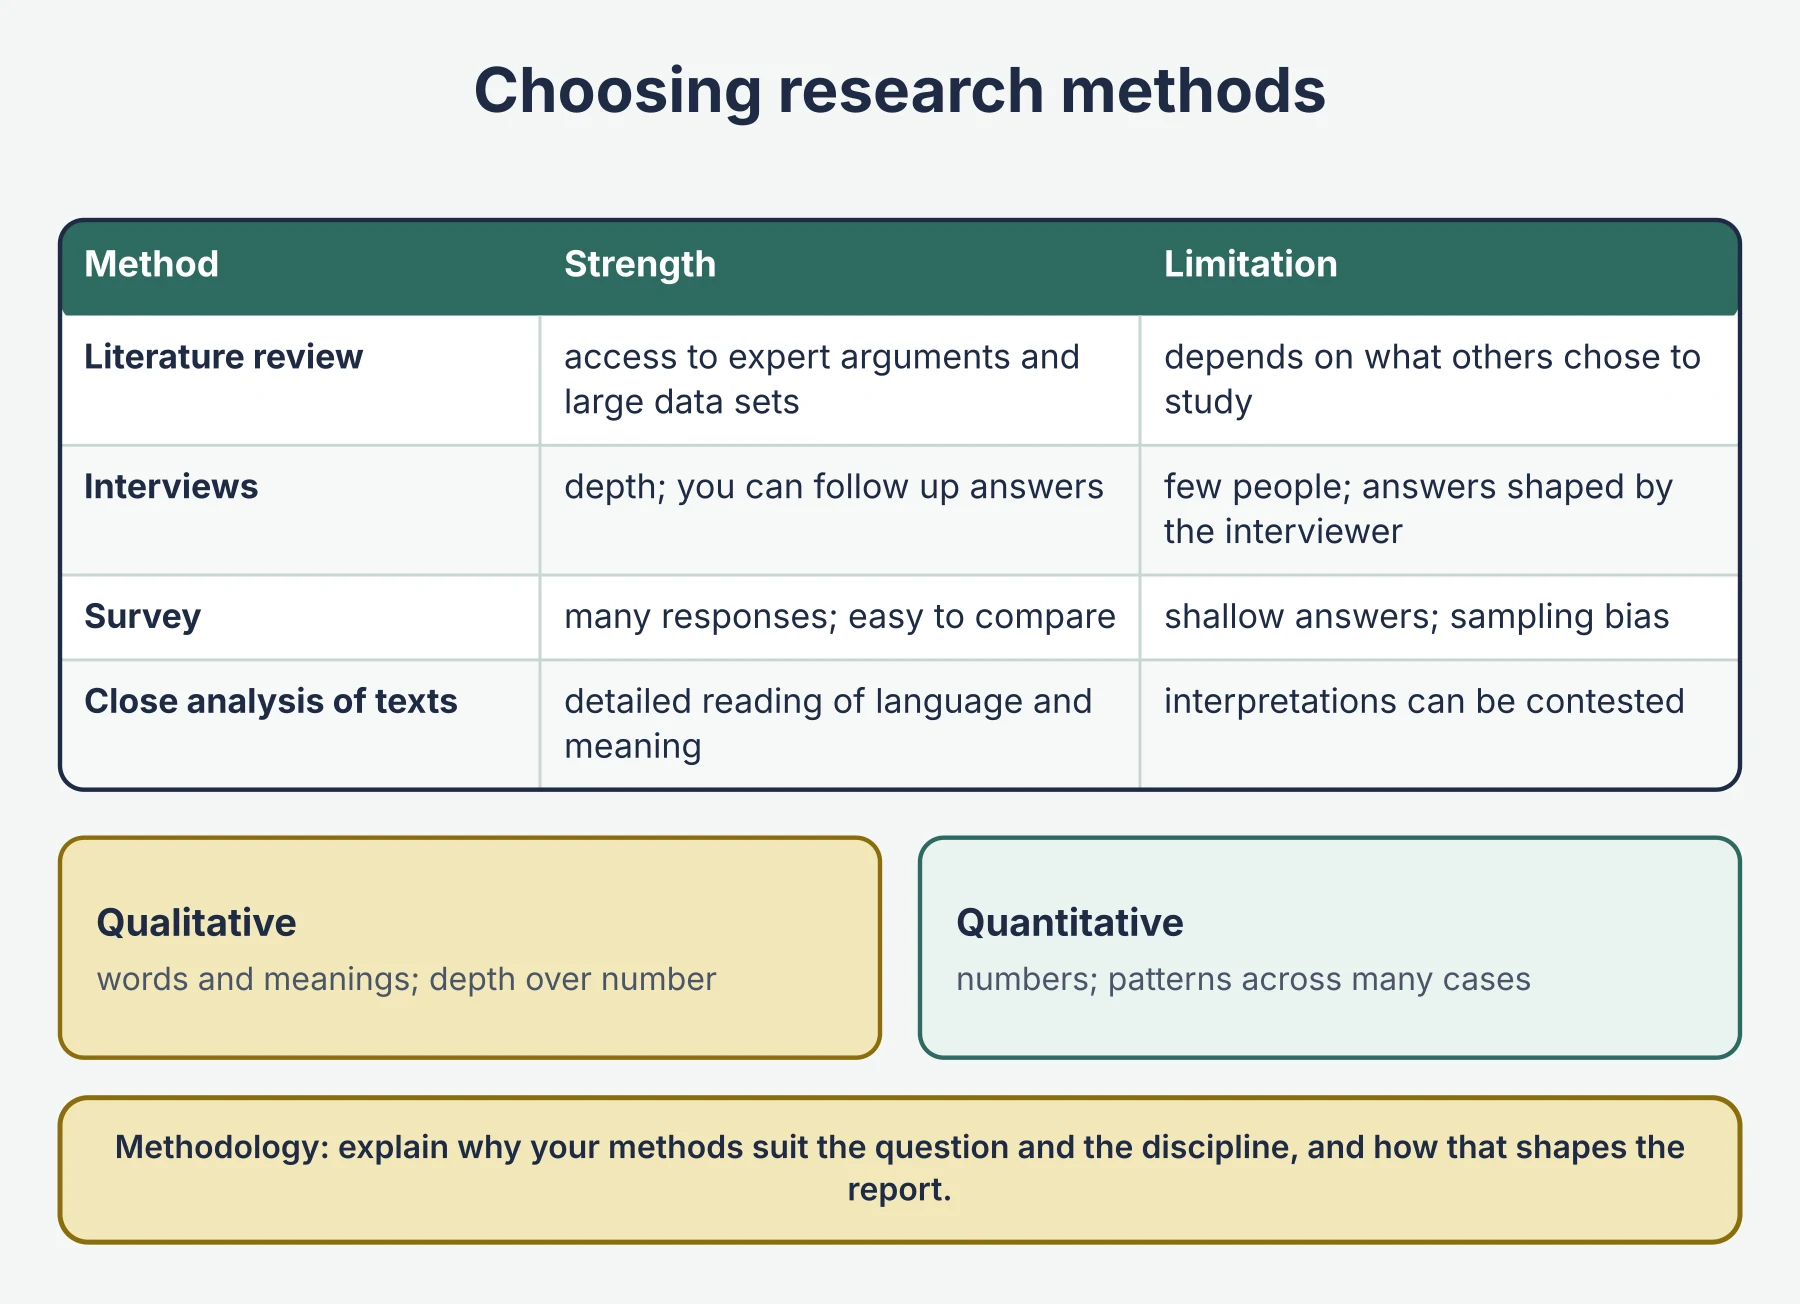 Choosing research methods
Method Strength Limitation
Literature review access to expert arguments and depends on what others chose to
large data sets study
Interviews depth; you can follow up answers few people; answers shaped by
the interviewer
Survey many responses; easy to compare shallow answers; sampling bias
Close analysis of texts detailed reading of language and interpretations can be contested
meaning
Qualitative
words and meanings; depth over number
Quantitative
numbers; patterns across many cases
Methodology: explain why your methods suit the question and the discipline, and how that shapes the
report.